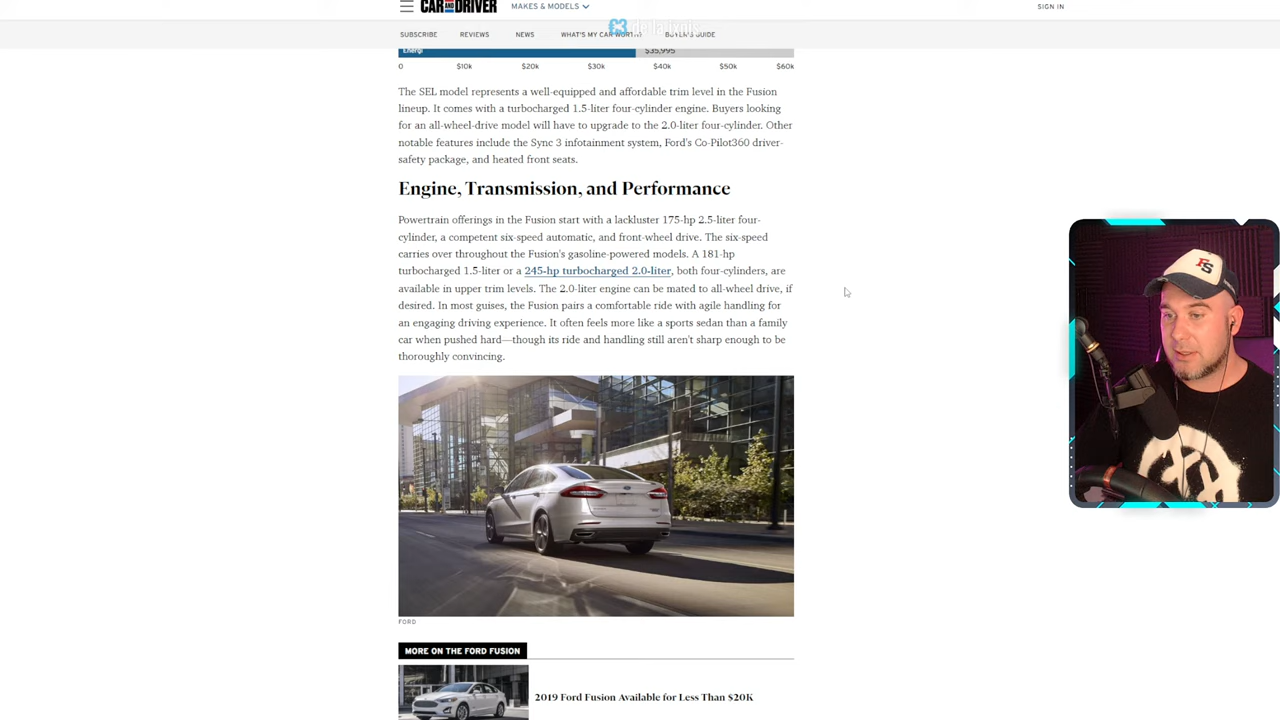 CAR AND DRIVER
MAKES & MODELS
SIGN IN
SUBSCRIBE
REVIEWS
NEWS
WHAT'S MY CAR WORTH?
BUYER'S GUIDE
Energi
$35,995
0
$10k
$20k
$30k
$40k
$50k
$60k
The SEL model represents a well-equipped and affordable trim level in the Fusion
lineup. It comes with a turbocharged 1.5-liter four-cylinder engine. Buyers looking
for an all-wheel-drive model will have to upgrade to the 2.0-liter four-cylinder. Other
notable features include the Sync 3 infotainment system, Ford's Co-Pilot360 driver-
safety package, and heated front seats.
Engine, Transmission, and Performance
Powertrain offerings in the Fusion start with a lackluster 175-hp 2.5-liter four-
cylinder, a competent six-speed automatic, and front-wheel drive. The six-speed
carries over throughout the Fusion's gasoline-powered models. A 181-hp
turbocharged 1.5-liter or a 245-hp turbocharged 2.0-liter, both four-cylinders, are
available in upper trim levels. The 2.0-liter engine can be mated to all-wheel drive, if
desired. In most guises, the Fusion pairs a comfortable ride with agile handling for
an engaging driving experience. It often feels more like a sports sedan than a family
car when pushed hard—though its ride and handling still aren't sharp enough to be
thoroughly convincing.
FORD
MORE ON THE FORD FUSION
2019 Ford Fusion Available for Less Than $20K